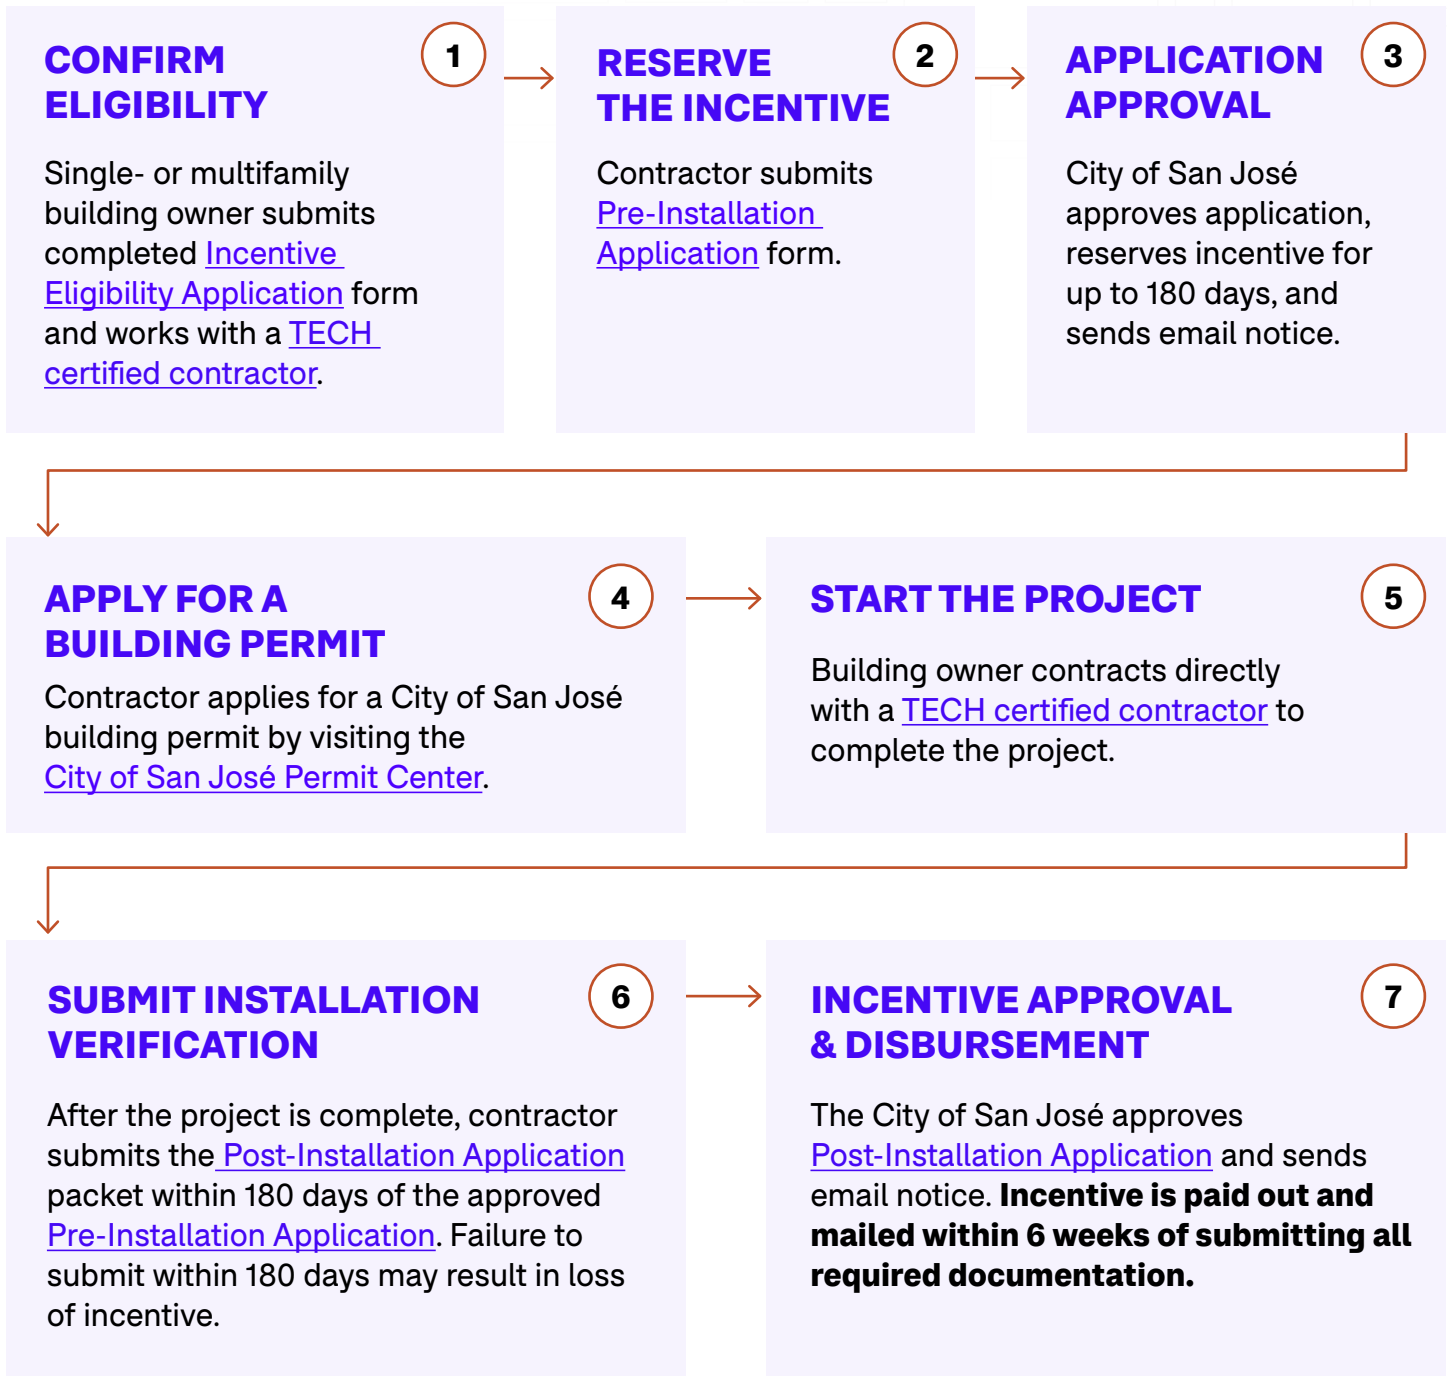 CONFIRM
ELIGIBILITY
1
Single- or multifamily
building owner submits
completed Incentive
Eligibility Application form
and works with a TECH
certified contractor.
RESERVE
THE INCENTIVE
2
Contractor submits
Pre-Installation
Application form.
APPLICATION
APPROVAL
3
City of San José
approves application,
reserves incentive for
up to 180 days, and
sends email notice.
APPLY FOR A
BUILDING PERMIT
4
Contractor applies for a City of San José
building permit by visiting the
City of San José Permit Center.
START THE PROJECT
5
Building owner contracts directly
with a TECH certified contractor to
complete the project.
SUBMIT INSTALLATION
VERIFICATION
6
After the project is complete, contractor
submits the Post-Installation Application
packet within 180 days of the approved
Pre-Installation Application. Failure to
submit within 180 days may result in loss
of incentive.
INCENTIVE APPROVAL
& DISBURSEMENT
7
The City of San José approves
Post-Installation Application and sends
email notice. Incentive is paid out and
mailed within 6 weeks of submitting all
required documentation.